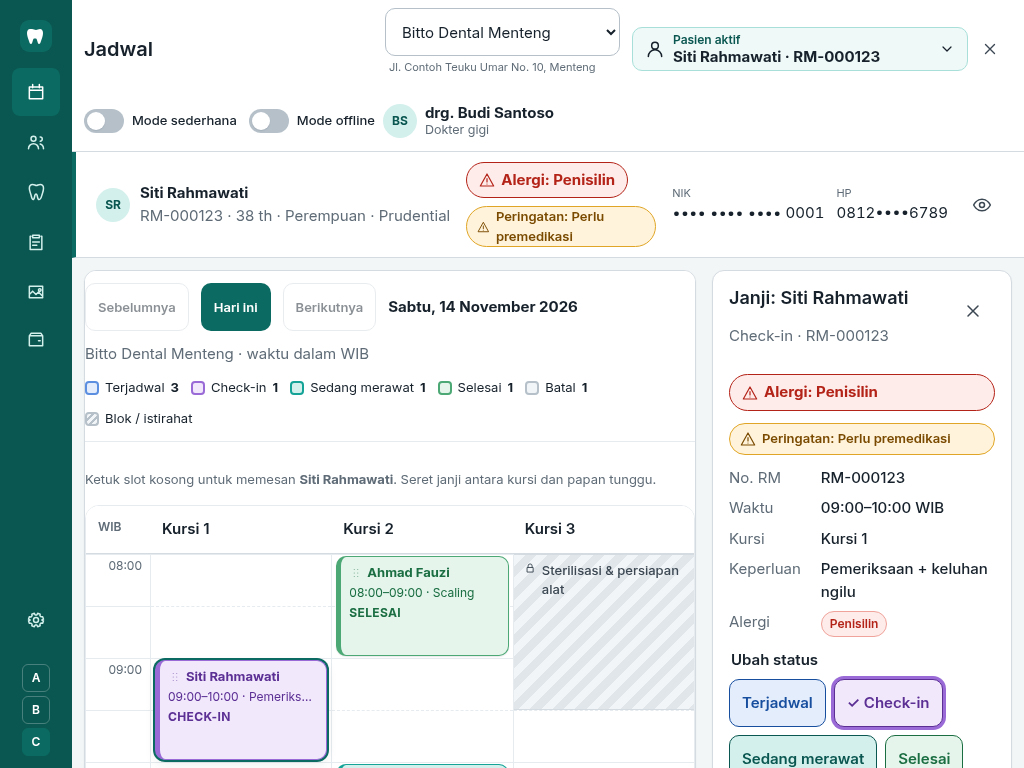 Jadwal
Bitto Dental Menteng
Jl. Contoh Teuku Umar No. 10, Menteng
Pasien aktif
Siti Rahmawati · RM-000123
Mode sederhana
Mode offline
BS
drg. Budi Santoso
Dokter gigi
SR
Siti Rahmawati
RM-000123 · 38 th · Perempuan · Prudential
Alergi: Penisilin
Peringatan: Perlu
premedikasi
NIK
•••• •••• •••• 0001
HP
0812••••6789
Sebelumnya
Hari ini
Berikutnya
Sabtu, 14 November 2026
Bitto Dental Menteng · waktu dalam WIB
Terjadwal 3
Check-in 1
Sedang merawat 1
Selesai 1
Batal 1
Blok / istirahat
Ketuk slot kosong untuk memesan Siti Rahmawati. Seret janji antara kursi dan papan tunggu.
WIB
Kursi 1
Kursi 2
Kursi 3
08:00
Ahmad Fauzi
08:00–09:00 · Scaling
SELESAI
Sterilisasi & persiapan
alat
09:00
Siti Rahmawati
09:00–10:00 · Pemeriks...
CHECK-IN
Janji: Siti Rahmawati
Check-in · RM-000123
Alergi: Penisilin
Peringatan: Perlu premedikasi
No. RM
RM-000123
Waktu
09:00–10:00 WIB
Kursi
Kursi 1
Keperluan
Pemeriksaan + keluhan
ngilu
Alergi
Penisilin
Ubah status
Terjadwal
Check-in
Sedang merawat
Selesai
A
B
C